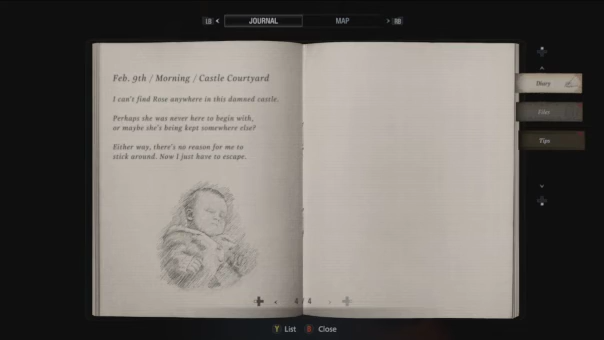 LB < JOURNAL MAP > RB
Feb. 9th / Morning / Castle Courtyard
I can't find Rose anywhere in this damned castle.
Perhaps she was never here to begin with,
or maybe she's being kept somewhere else?
Either way, there's no reason for me to
stick around. Now I just have to escape.
Diary
Files
Tips
< 4 / 4 >
Y List B Close